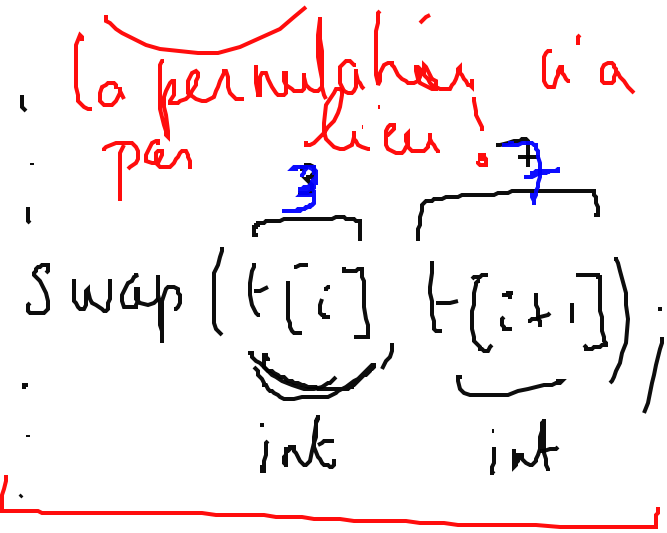 la permutation n'a
pas lieu.
3 7
swap(t[i] t[i+1]);
int int